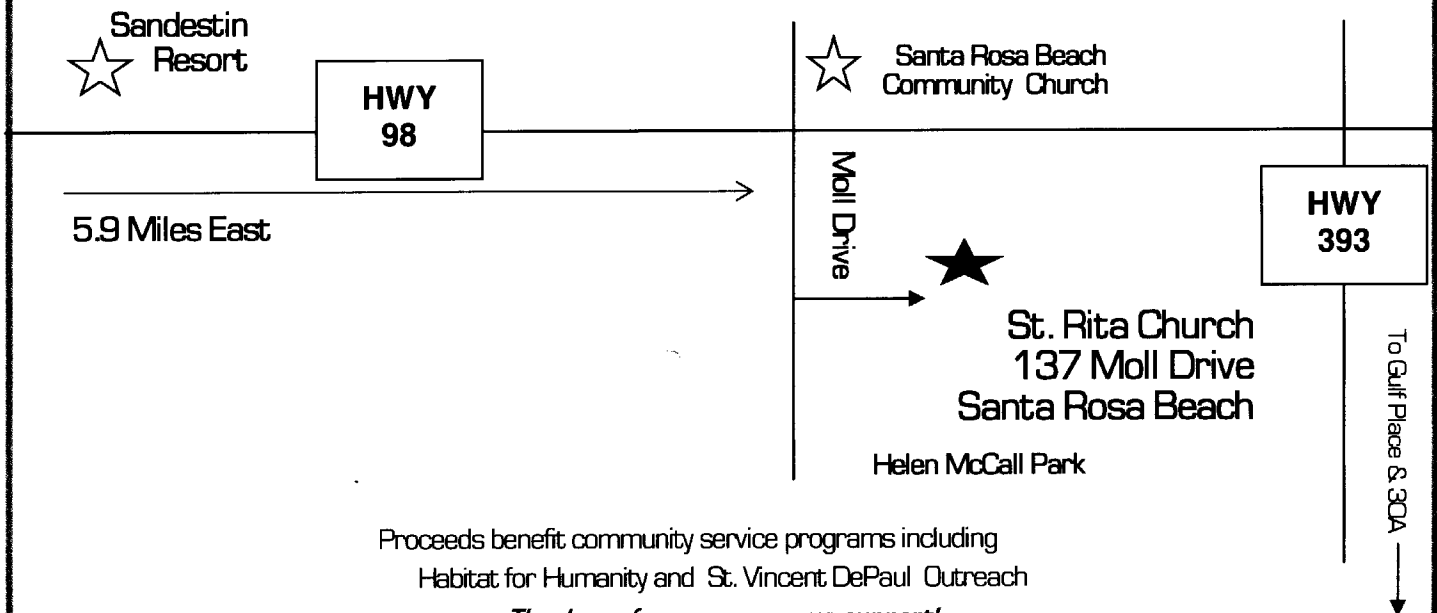 Sandestin
Resort
HWY
98
Santa Rosa Beach
Community Church
5.9 Miles East
Moll Drive
HWY
393
St. Rita Church
137 Moll Drive
Santa Rosa Beach
To Gulf Place & 30A
Helen McCall Park
Proceeds benefit community service programs including
Habitat for Humanity and St. Vincent DePaul Outreach
support!